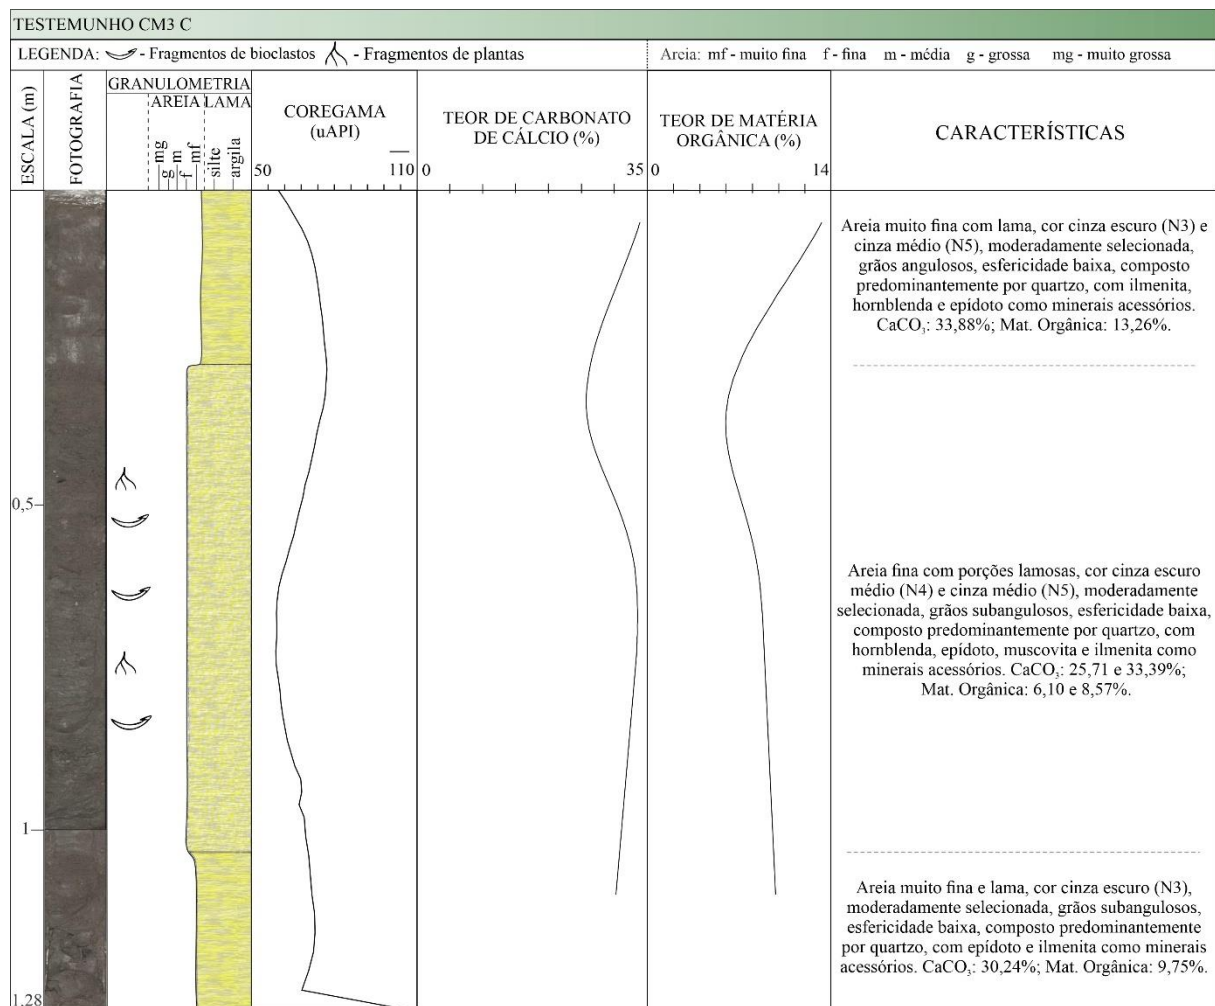 TESTEMUNHO CM3 C
LEGENDA: - Fragmentos de bioclastos - Fragmentos de plantas
Areia: mf - muito fina f - fina m - média g - grossa mg - muito grossa
ESCALA (m)
FOTOGRAFIA
GRANULOMETRIA
AREIA LAMA
mg
g
m
f
mf
silte
argila
COREGAMA
(uAPI)
50 110
TEOR DE CARBONATO
DE CÁLCIO (%)
0 35
TEOR DE MATÉRIA
ORGÂNICA (%)
0 14
CARACTERÍSTICAS
0,5
1
1.28
Areia muito fina com lama, cor cinza escuro (N3) e
cinza médio (N5), moderadamente selecionada,
grãos angulosos, esfericidade baixa, composto
predominantemente por quartzo, com ilmenita,
hornblenda e epídoto como minerais acessórios.
CaCO₃: 33,88%; Mat. Orgânica: 13,26%.
Areia fina com porções lamosas, cor cinza escuro
médio (N4) e cinza médio (N5), moderadamente
selecionada, grãos subangulosos, esfericidade baixa,
composto predominantemente por quartzo, com
hornblenda, epídoto, muscovita e ilmenita como
minerais acessórios. CaCO₃: 25,71 e 33,39%;
Mat. Orgânica: 6,10 e 8,57%.
Areia muito fina e lama, cor cinza escuro (N3),
moderadamente selecionada, grãos subangulosos,
esfericidade baixa, composto predominantemente
por quartzo, com epídoto e ilmenita como minerais
acessórios. CaCO₃: 30,24%; Mat. Orgânica: 9,75%.